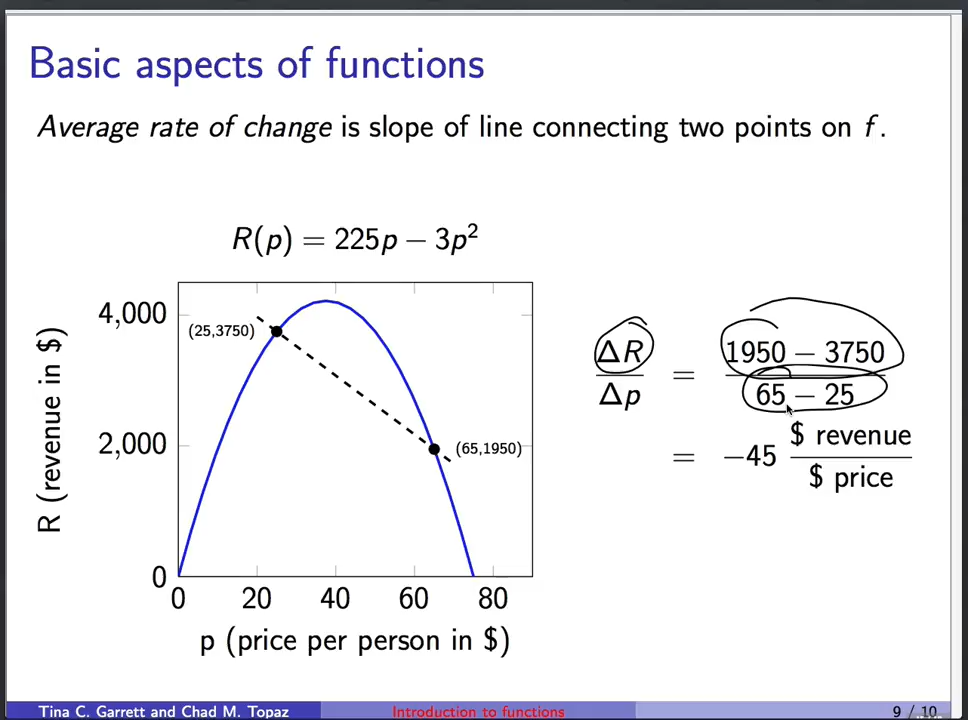 Basic aspects of functions
Average rate of change is slope of line connecting two points on f.
R(p) = 225p − 3p²
R (revenue in $)
4,000
2,000
0
(25,3750)
(65,1950)
0 20 40 60 80
p (price per person in $)
ΔR/Δp = (1950 − 3750)/(65 − 25)
= −45 $ revenue/$ price
Tina C. Garrett and Chad M. Topaz Introduction to functions 9 / 10